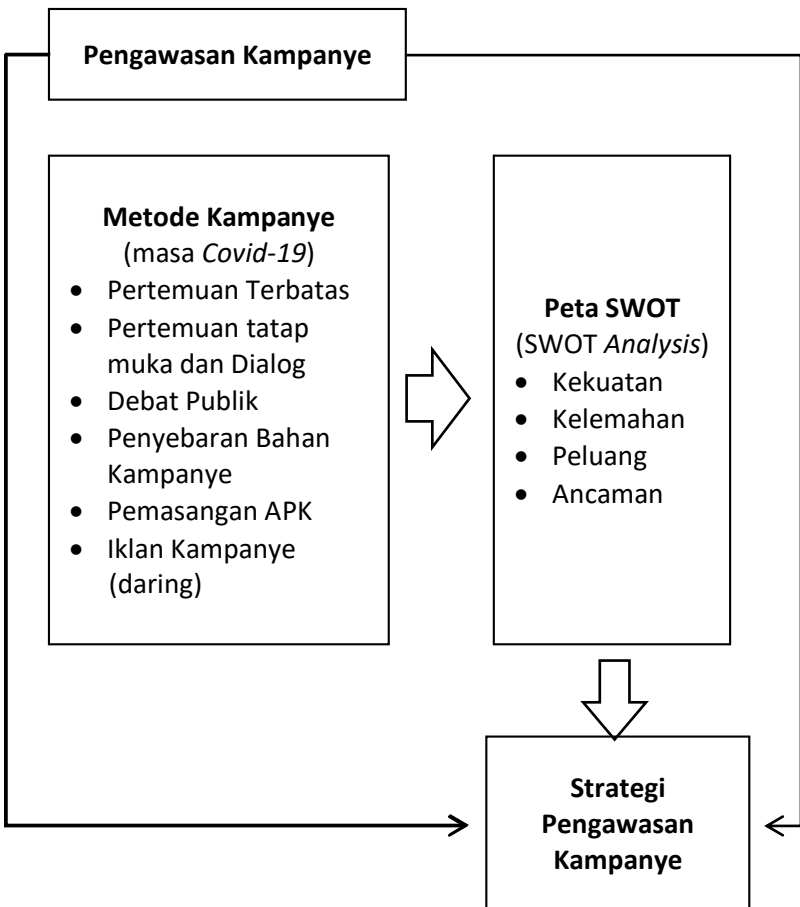 Pengawasan Kampanye
Metode Kampanye
(masa Covid-19)
• Pertemuan Terbatas
• Pertemuan tatap
muka dan Dialog
• Debat Publik
• Penyebaran Bahan
Kampanye
• Pemasangan APK
• Iklan Kampanye
(daring)
Peta SWOT
(SWOT Analysis)
• Kekuatan
• Kelemahan
• Peluang
• Ancaman
Strategi
Pengawasan
Kampanye